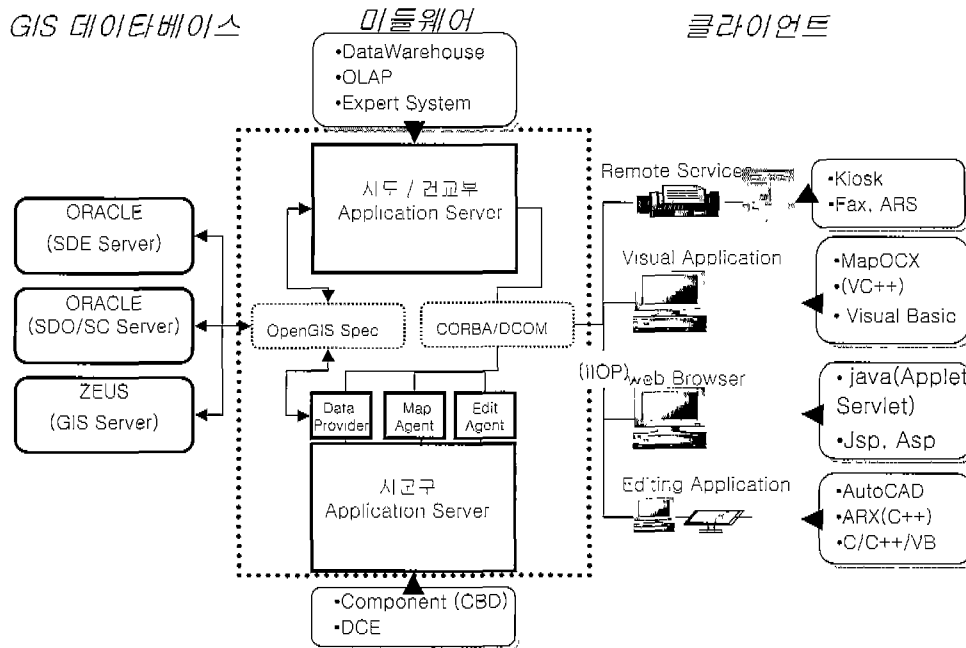 GIS 데이타베이스
미들웨어
클라이언트
•DataWarehouse
•OLAP
•Expert System
시도 / 건교부
Application Server
ORACLE
(SDE Server)
ORACLE
(SDO/SC Server)
ZEUS
(GIS Server)
OpenGIS Spec
CORBA/DCOM
Data
Provider
Map
Agent
Edit
Agent
시군구
Application Server
•Component (CBD)
•DCE
Remote Services
•Kiosk
•Fax, ARS
Visual Application
•MapOCX
•(VC++)
• Visual Basic
(IIOP)
Web Browser
• java(Applet
Servlet)
•Jsp, Asp
Editing Application
•AutoCAD
•ARX(C++)
•C/C++/VB